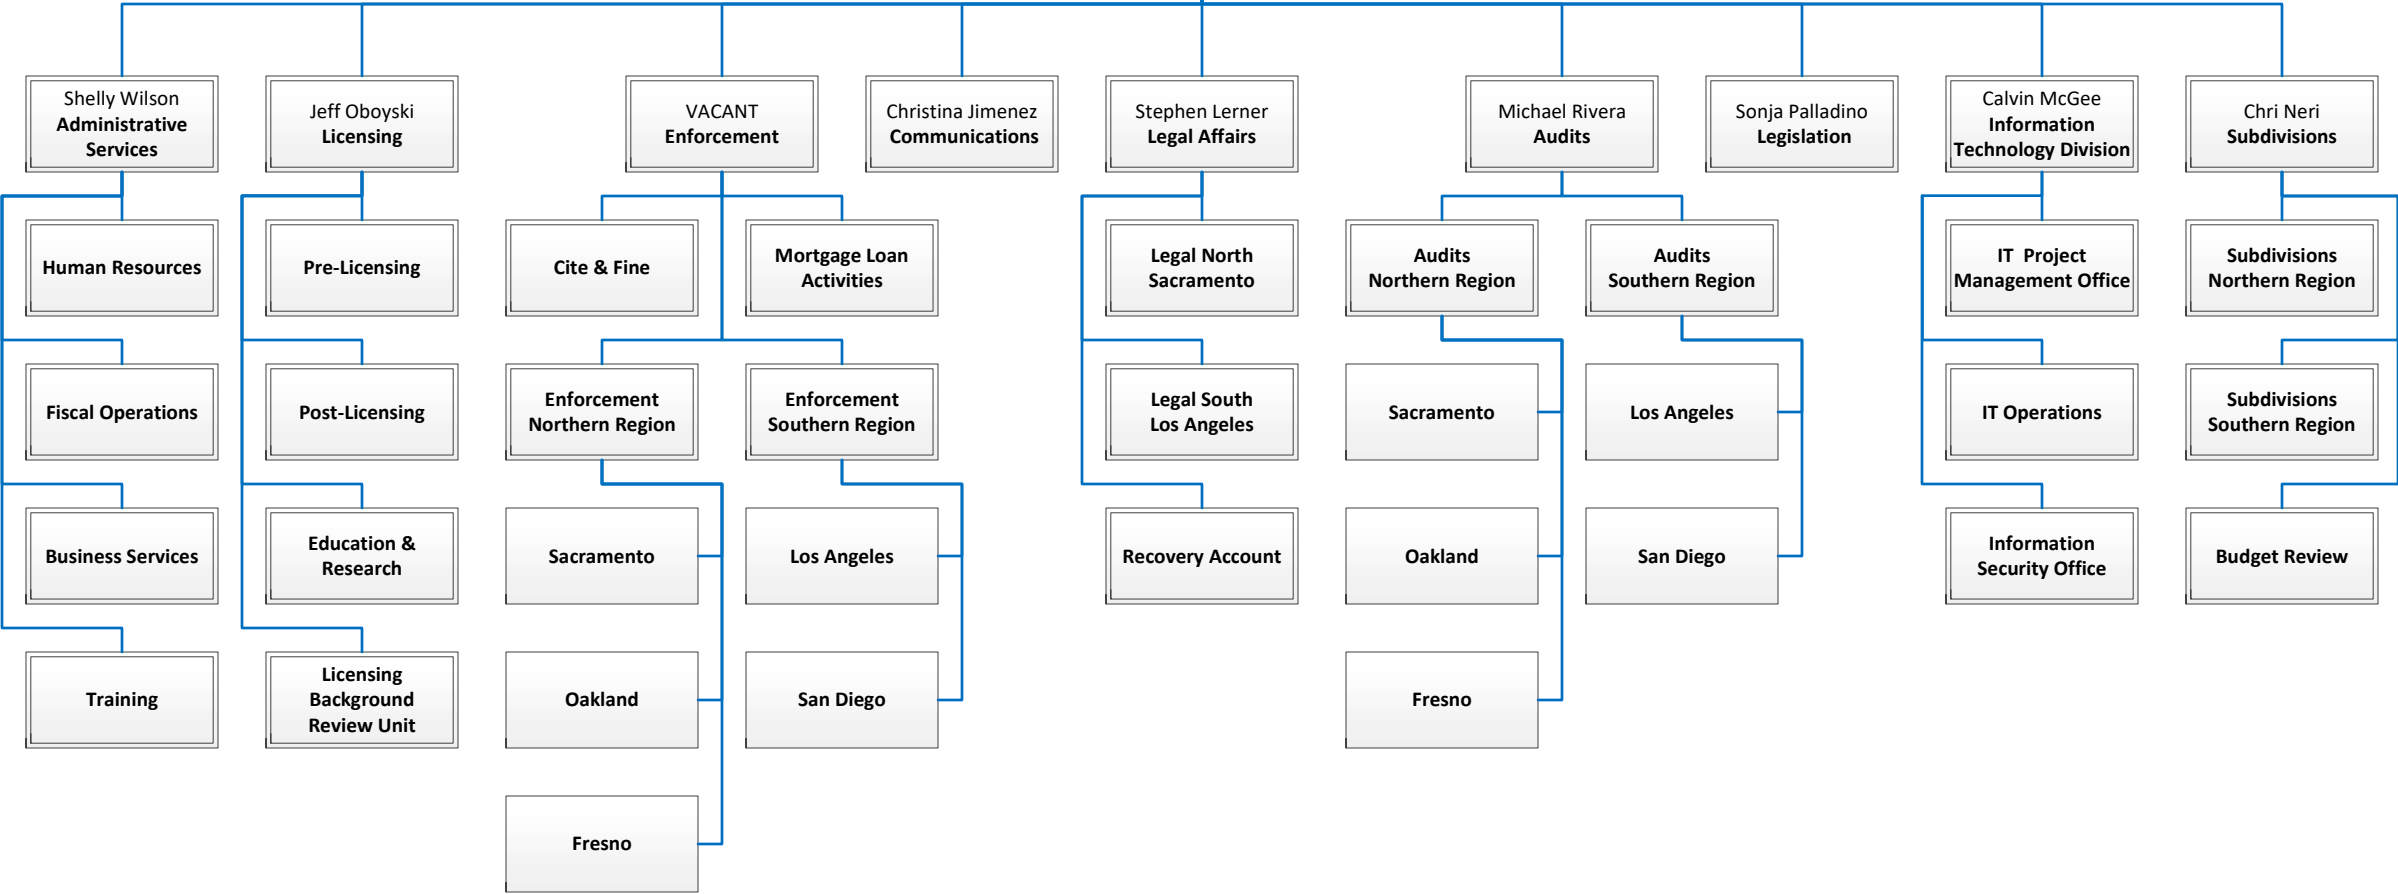 Shelly Wilson
Administrative
Services
Jeff Oboyski
Licensing
VACANT
Enforcement
Christina Jimenez
Communications
Stephen Lerner
Legal Affairs
Michael Rivera
Audits
Sonja Palladino
Legislation
Calvin McGee
Information
Technology Division
Chri Neri
Subdivisions
Human Resources
Pre-Licensing
Cite & Fine
Mortgage Loan
Activities
Legal North
Sacramento
Audits
Northern Region
Audits
Southern Region
IT Project
Management Office
Subdivisions
Northern Region
Fiscal Operations
Post-Licensing
Enforcement
Northern Region
Enforcement
Southern Region
Legal South
Los Angeles
Sacramento
Los Angeles
IT Operations
Subdivisions
Southern Region
Business Services
Education &
Research
Sacramento
Los Angeles
Recovery Account
Oakland
San Diego
Information
Security Office
Budget Review
Training
Licensing
Background
Review Unit
Oakland
San Diego
Fresno
Fresno